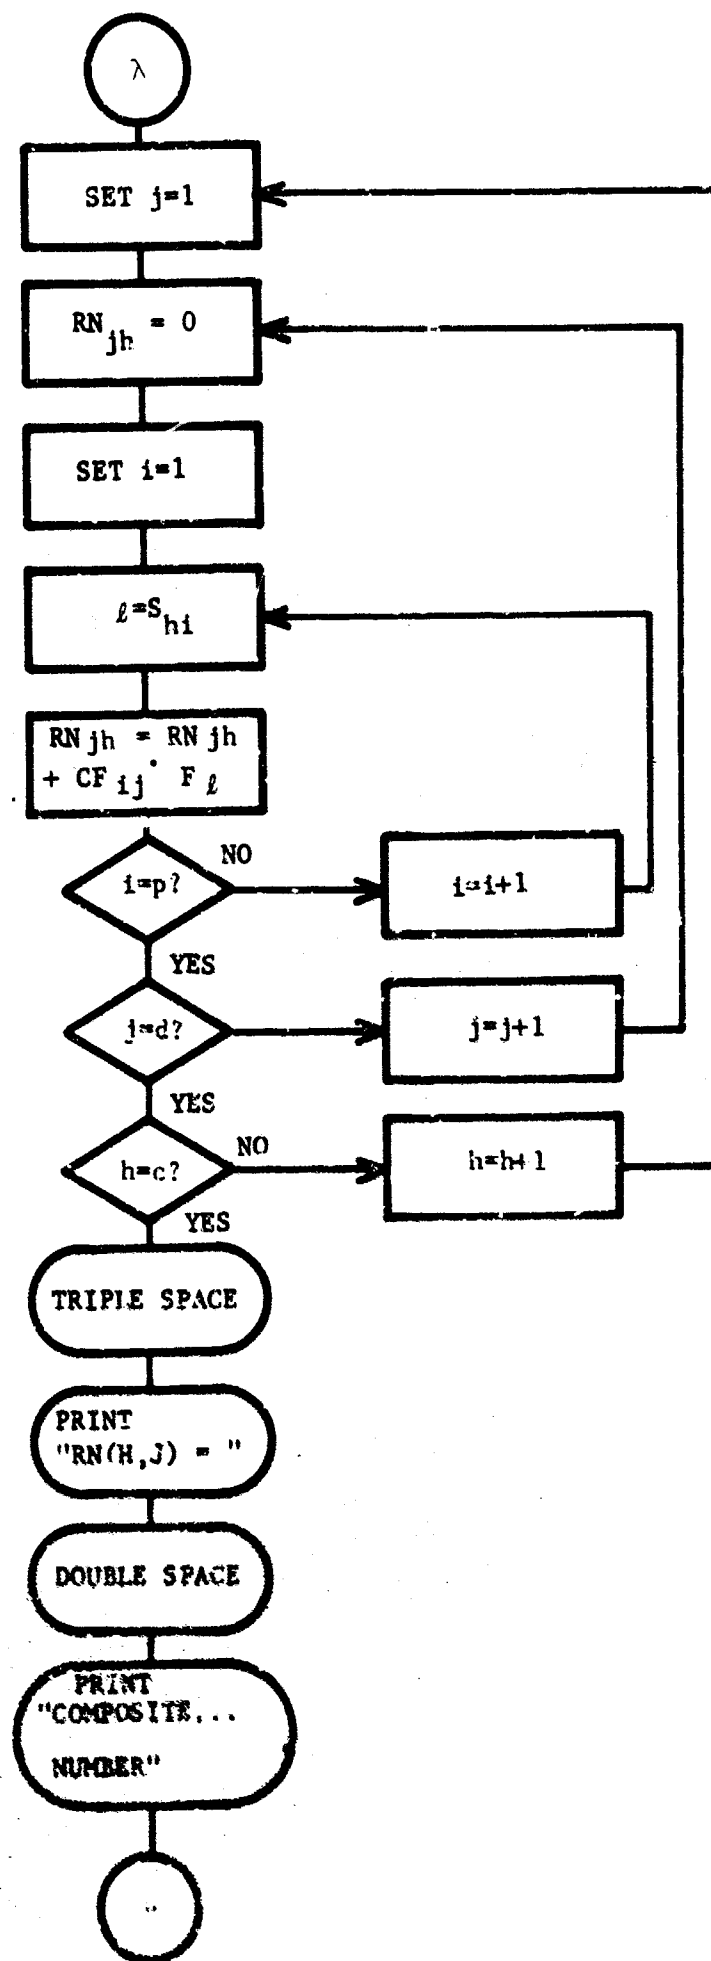 λ
SET j=1
RN jh = 0
SET i=1
ℓ=S hi
RN jh = RN jh
+ CF ij · F ℓ
i=p?
NO
i=i+1
YES
j=d?
j=j+1
YES
h=c?
NO
h=h+1
YES
TRIPLE SPACE
PRINT
"RN(H,J) = "
DOUBLE SPACE
PRINT
"COMPOSITE...
NUMBER"